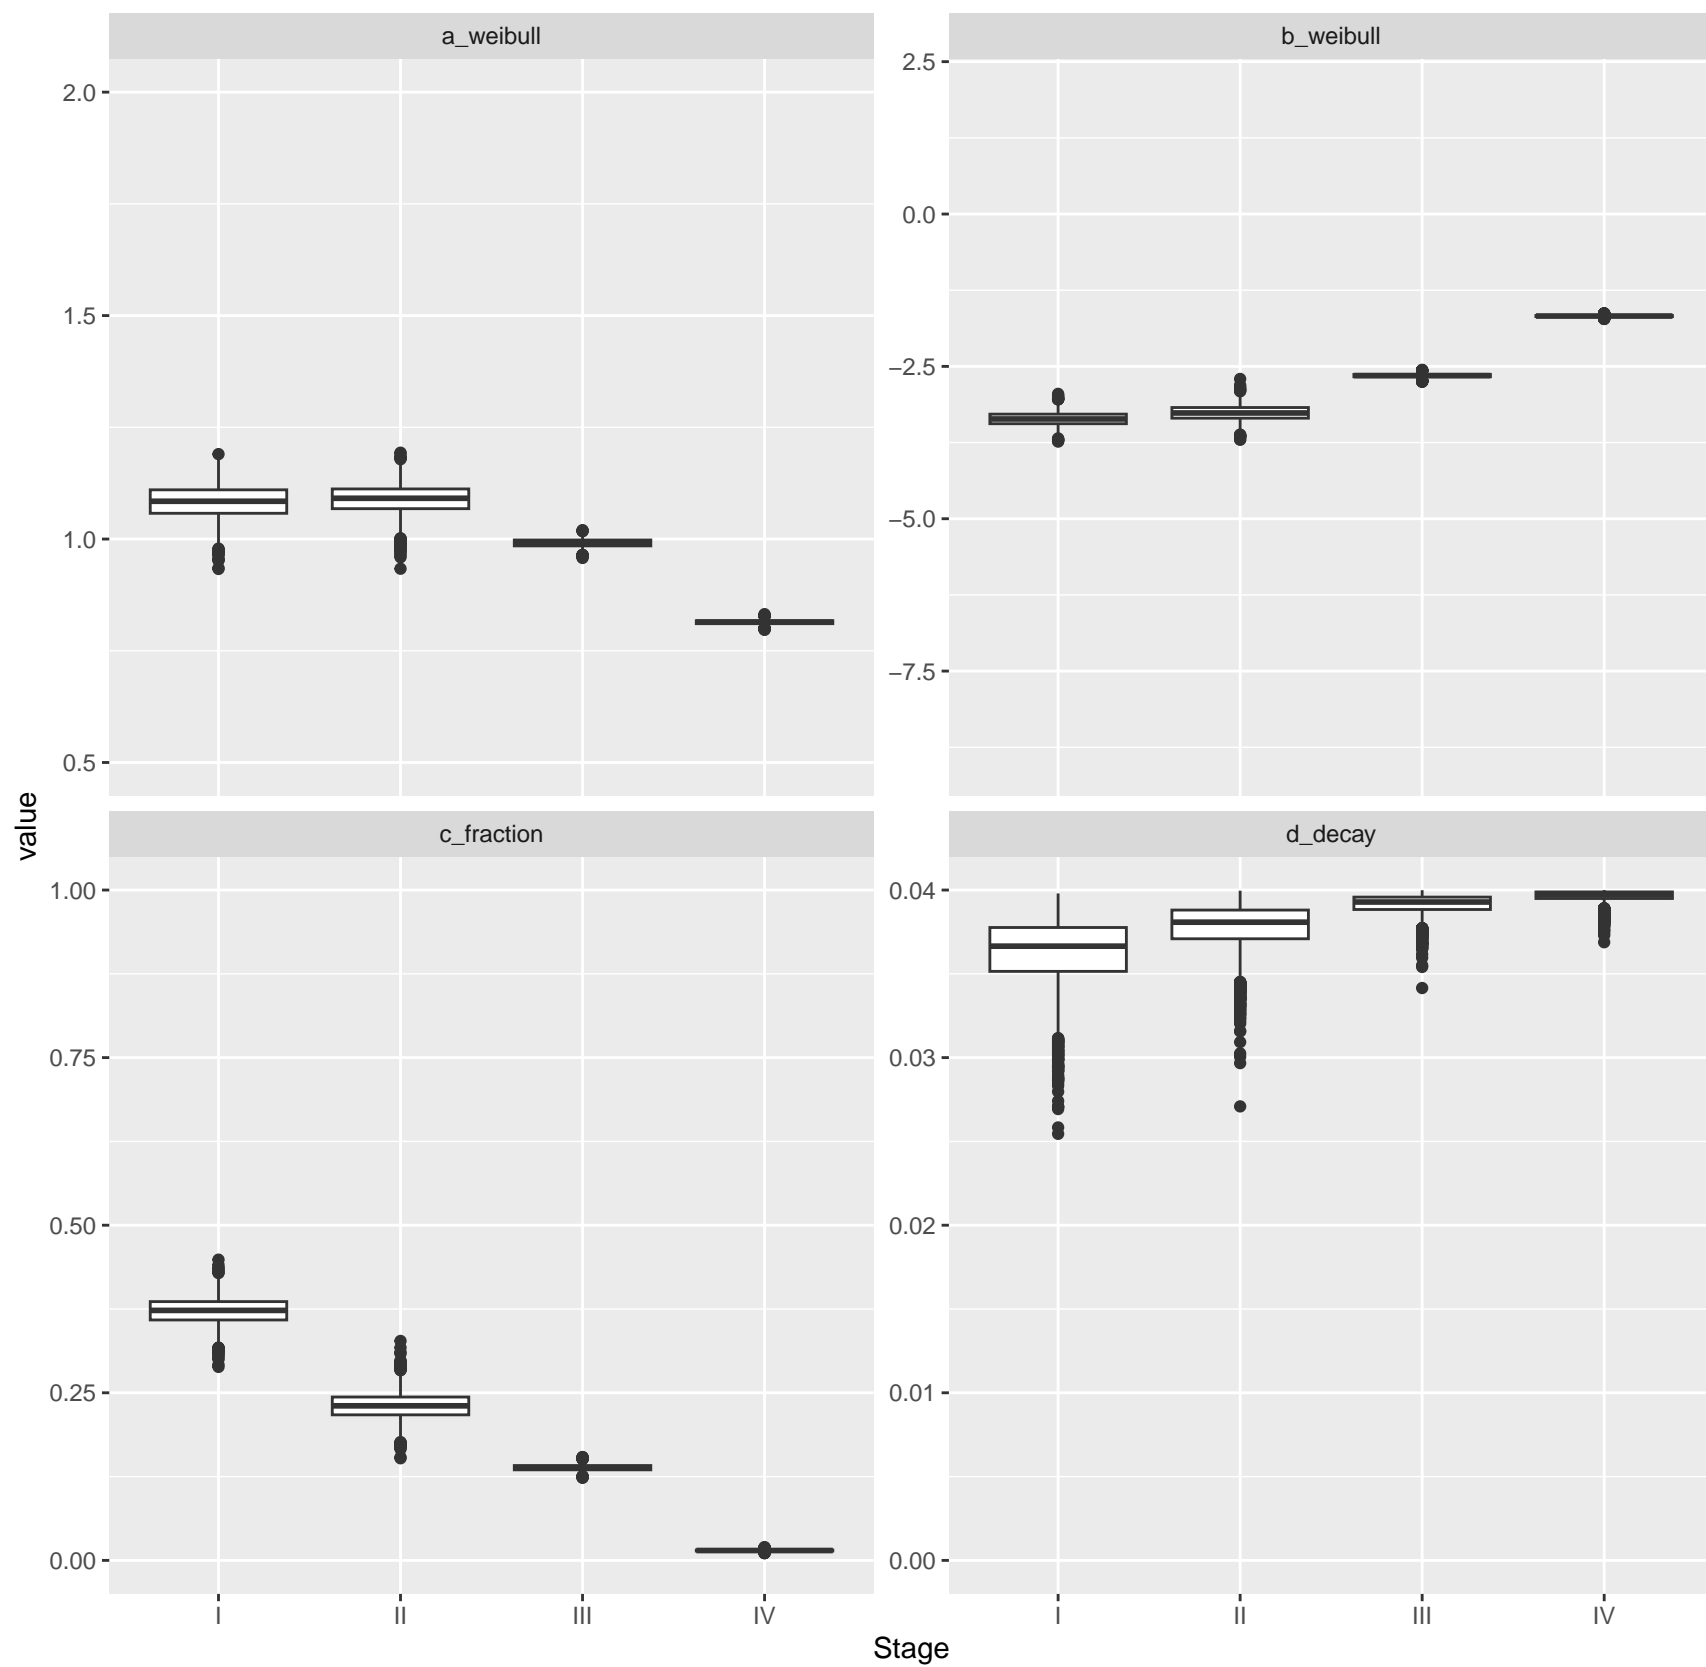 a_weibull
b_weibull
2.0
1.5
1.0
0.5
2.5
0.0
−2.5
−5.0
−7.5
c_fraction
d_decay
1.00
0.75
0.50
0.25
0.00
0.04
0.03
0.02
0.01
0.00
I II III IV
I II III IV
Stage
value